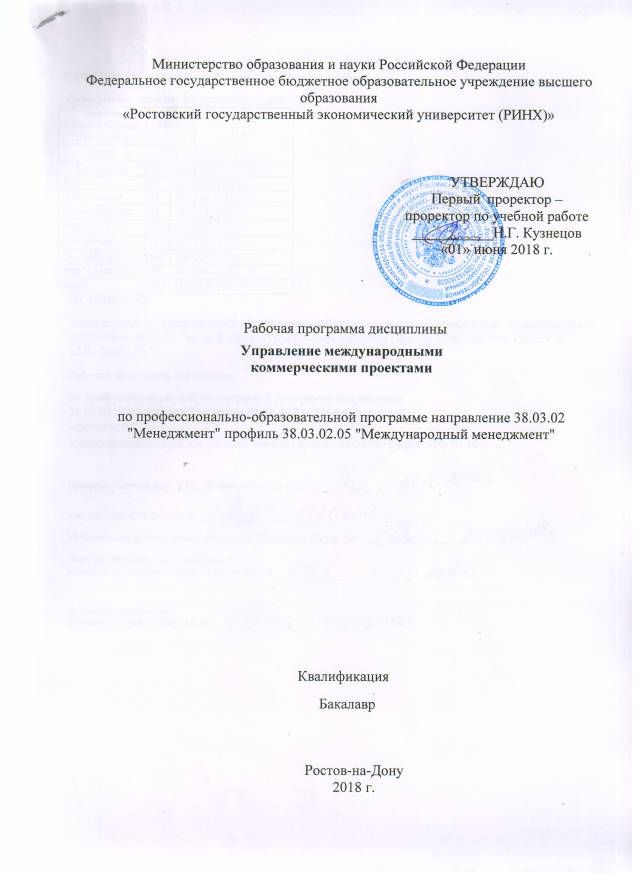 Министерство образования и науки Российской Федерации
Федеральное государственное бюджетное образовательное учреждение высшего
образования
«Ростовский государственный экономический университет (РИНХ)»
УТВЕРЖДАЮ
Первый проректор –
проректор по учебной работе
Н.Г. Кузнецов
«01» июня 2018 г.
Рабочая программа дисциплины
Управление международными
коммерческими проектами
по профессионально-образовательной программе направление 38.03.02
"Менеджмент" профиль 38.03.02.05 "Международный менеджмент"
Квалификация
Бакалавр
Ростов-на-Дону
2018 г.